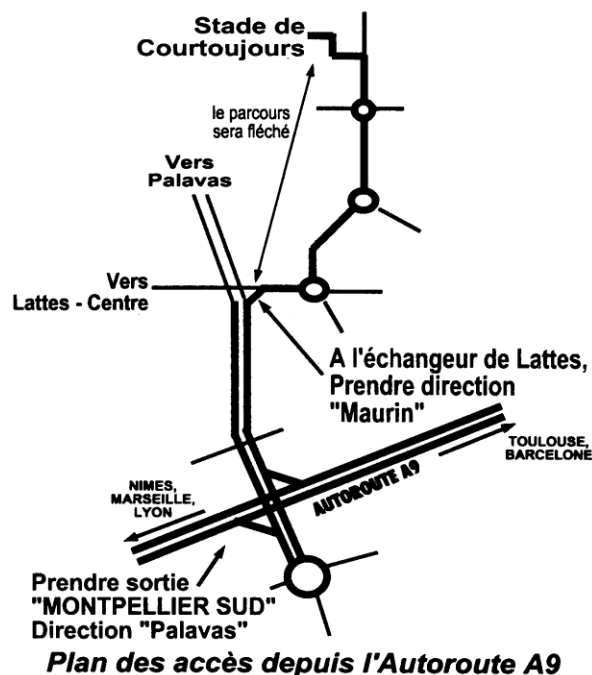 Stade de
Courtoujours
le parcours
sera fléché
Vers
Palavas
Vers
Lattes - Centre
A l'échangeur de Lattes,
Prendre direction
"Maurin"
TOULOUSE,
BARCELONE
AUTOROUTE A9
NIMES,
MARSEILLE,
LYON
Prendre sortie
"MONTPELLIER SUD"
Direction "Palavas"
Plan des accès depuis l'Autoroute A9